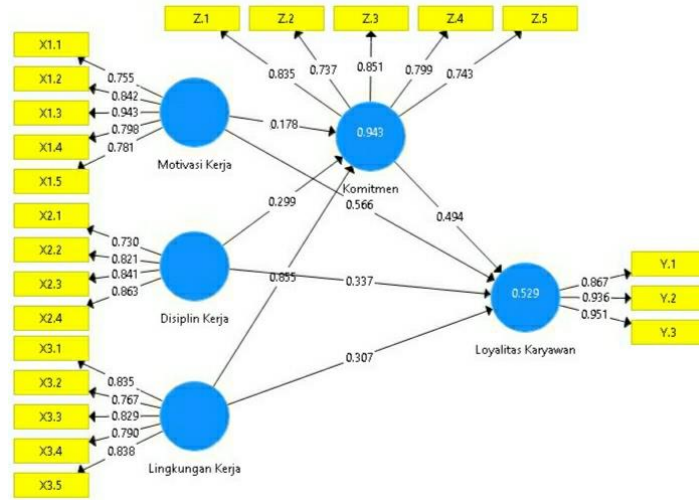 Z.1
Z.2
Z.3
Z.4
Z.5
X1.1
X1.2
X1.3
X1.4
X1.5
0.755
0.842
0.943
0.798
0.781
0.835
0.737
0.851
0.799
0.743
0.178
0.943
Motivasi Kerja
Komitmen
0.299
0.566
0.494
X2.1
X2.2
X2.3
X2.4
0.730
0.821
0.841
0.863
0.855
0.337
Disiplin Kerja
0.529
Loyalitas Karyawan
0.867
0.936
0.951
Y.1
Y.2
Y.3
0.307
X3.1
X3.2
X3.3
X3.4
X3.5
0.835
0.767
0.829
0.790
0.838
Lingkungan Kerja